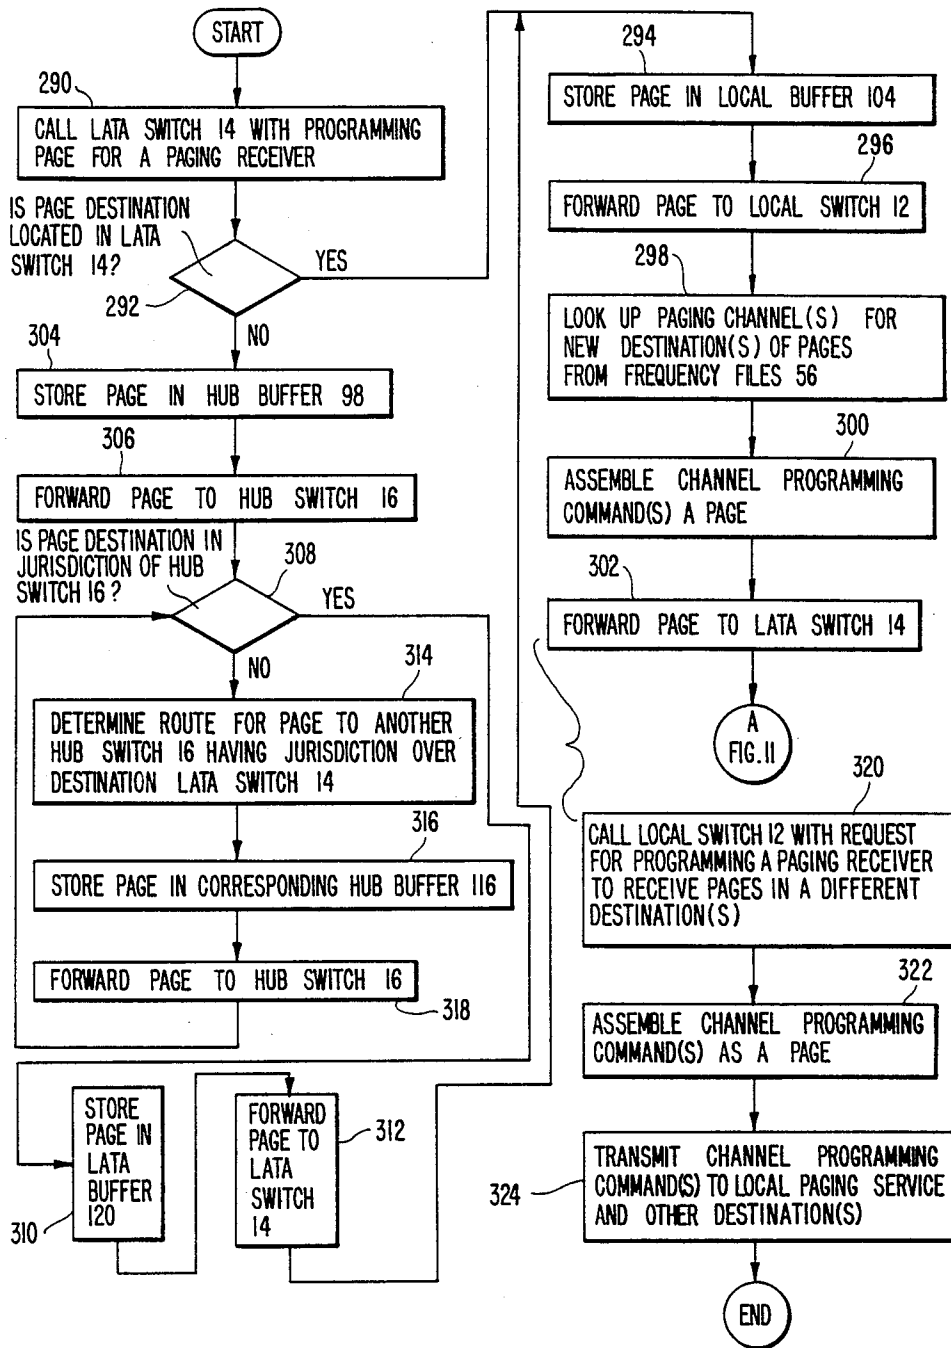 START
290
CALL LATA SWITCH 14 WITH PROGRAMMING
PAGE FOR A PAGING RECEIVER
IS PAGE DESTINATION
LOCATED IN LATA
SWITCH 14?
YES
292
NO
304
STORE PAGE IN HUB BUFFER 98
306
FORWARD PAGE TO HUB SWITCH 16
IS PAGE DESTINATION IN
JURISDICTION OF HUB
SWITCH 16?
308
YES
NO
314
DETERMINE ROUTE FOR PAGE TO ANOTHER
HUB SWITCH 16 HAVING JURISDICTION OVER
DESTINATION LATA SWITCH 14
316
STORE PAGE IN CORRESPONDING HUB BUFFER 116
FORWARD PAGE TO HUB SWITCH 16
318
STORE
PAGE IN
LATA
BUFFER
120
310
FORWARD
PAGE TO
LATA
SWITCH
14
312
294
STORE PAGE IN LOCAL BUFFER 104
296
FORWARD PAGE TO LOCAL SWITCH 12
298
LOOK UP PAGING CHANNEL(S) FOR
NEW DESTINATION(S) OF PAGES
FROM FREQUENCY FILES 56
300
ASSEMBLE CHANNEL PROGRAMMING
COMMAND(S) A PAGE
302
FORWARD PAGE TO LATA SWITCH 14
A
FIG. 11
320
CALL LOCAL SWITCH 12 WITH REQUEST
FOR PROGRAMMING A PAGING RECEIVER
TO RECEIVE PAGES IN A DIFFERENT
DESTINATION(S)
322
ASSEMBLE CHANNEL PROGRAMMING
COMMAND(S) AS A PAGE
324
TRANSMIT CHANNEL PROGRAMMING
COMMAND(S) TO LOCAL PAGING SERVICE
AND OTHER DESTINATION(S)
END